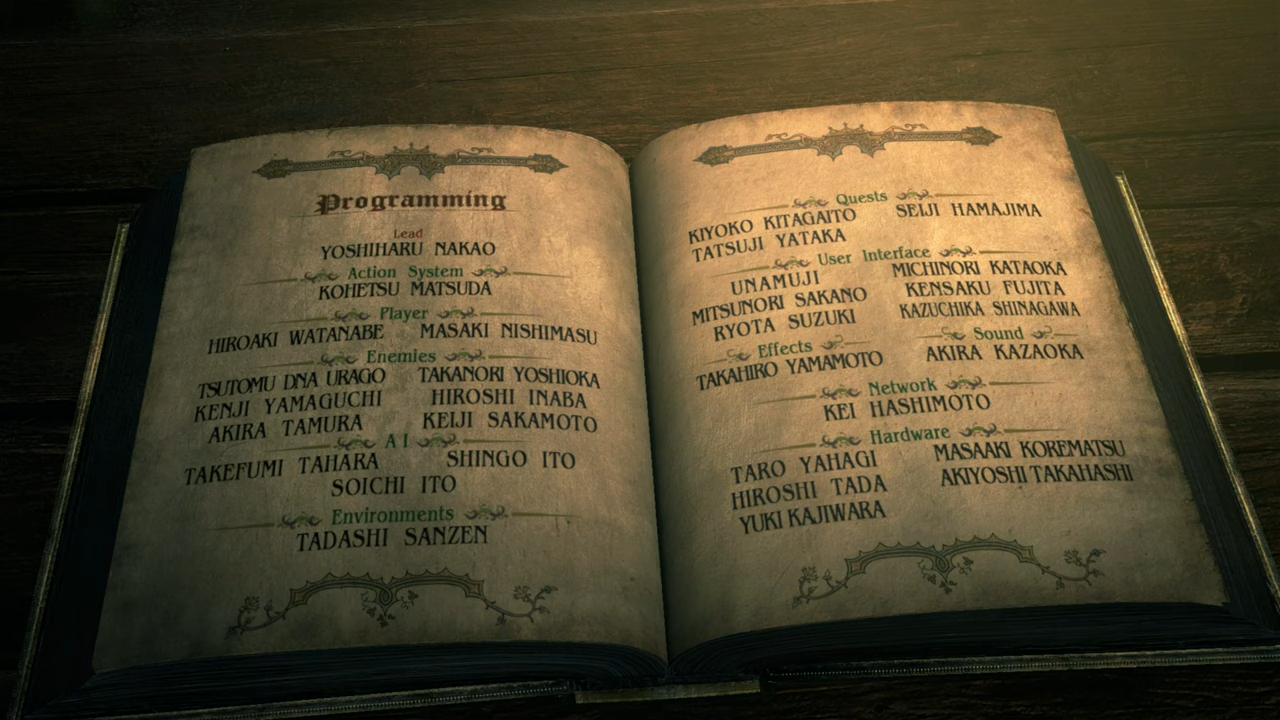 Programming
Lead
YOSHIHARU NAKAO
Action System
KOHETSU MATSUDA
Player
HIROAKI WATANABE MASAKI NISHIMASU
Enemies
TSUTOMU DNA URAGO TAKANORI YOSHIOKA
KENJI YAMAGUCHI HIROSHI INABA
AKIRA TAMURA KEIJI SAKAMOTO
AI
TAKEFUMI TAHARA SHINGO ITO
SOICHI ITO
Environments
TADASHI SANZEN
Quests
KIYOKO KITAGAITO SEIJI HAMAJIMA
TATSUJI YATAKA
User Interface
UNAMUJI MICHINORI KATAOKA
MITSUNORI SAKANO KENSAKU FUJITA
RYOTA SUZUKI KAZUCHIKA SHINAGAWA
Effects Sound
TAKAHIRO YAMAMOTO AKIRA KAZAOKA
Network
KEI HASHIMOTO
Hardware
TARO YAHAGI MASAAKI KOREMATSU
HIROSHI TADA AKIYOSHI TAKAHASHI
YUKI KAJIWARA